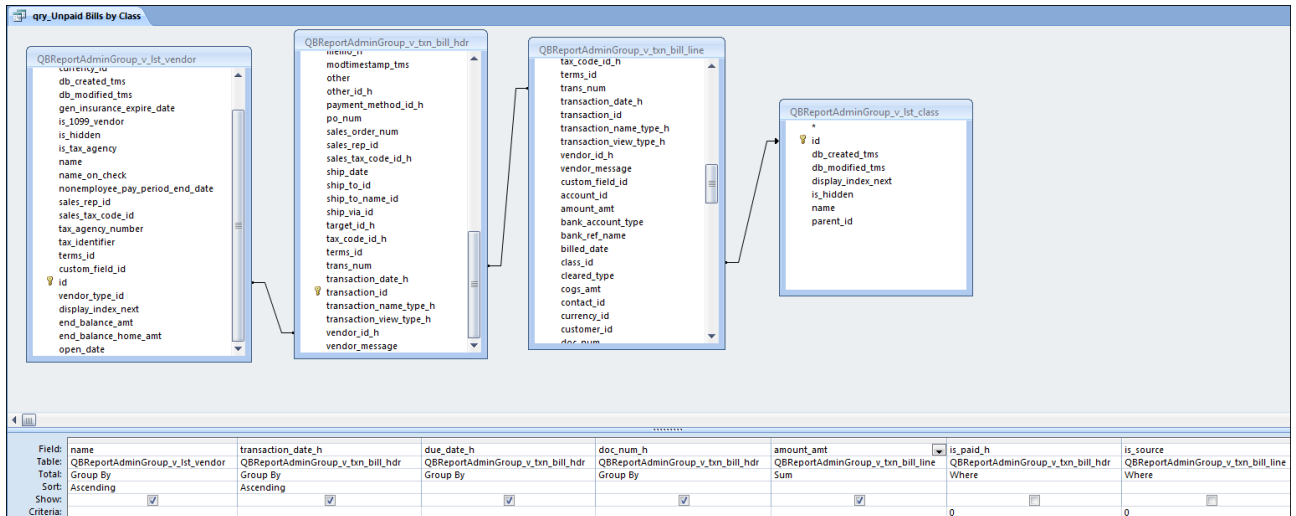 qry_Unpaid Bills by Class
QBReportAdminGroup_v_lst_vendor
currency_id
db_created_tms
db_modified_tms
gen_insurance_expire_date
is_1099_vendor
is_hidden
is_tax_agency
name
name_on_check
nonemployee_pay_period_end_date
sales_rep_id
sales_tax_code_id
tax_agency_number
tax_identifier
terms_id
custom_field_id
id
vendor_type_id
display_index_next
end_balance_amt
end_balance_home_amt
open_date
QBReportAdminGroup_v_txn_bill_hdr
memo_h
modtimestamp_tms
other
other_id_h
payment_method_id_h
po_num
sales_order_num
sales_rep_id
sales_tax_code_id_h
ship_date
ship_to_id
ship_to_name_id
ship_via_id
target_id_h
tax_code_id_h
terms_id
trans_num
transaction_date_h
transaction_id
transaction_name_type_h
transaction_view_type_h
vendor_id_h
vendor_message
QBReportAdminGroup_v_txn_bill_line
tax_code_id_h
terms_id
trans_num
transaction_date_h
transaction_id
transaction_name_type_h
transaction_view_type_h
vendor_id_h
vendor_message
custom_field_id
account_id
amount_amt
bank_account_type
bank_ref_name
billed_date
class_id
cleared_type
cogs_amt
contact_id
currency_id
customer_id
doc_num
QBReportAdminGroup_v_lst_class
*
id
db_created_tms
db_modified_tms
display_index_next
is_hidden
name
parent_id
Field: name transaction_date_h due_date_h doc_num_h amount_amt is_paid_h is_source
Table: QBReportAdminGroup_v_lst_vendor QBReportAdminGroup_v_txn_bill_hdr QBReportAdminGroup_v_txn_bill_hdr QBReportAdminGroup_v_txn_bill_hdr QBReportAdminGroup_v_txn_bill_line QBReportAdminGroup_v_txn_bill_hdr QBReportAdminGroup_v_txn_bill_line
Total: Group By Group By Group By Group By Sum Where Where
Sort: Ascending Ascending
Show:
Criteria: 0 0